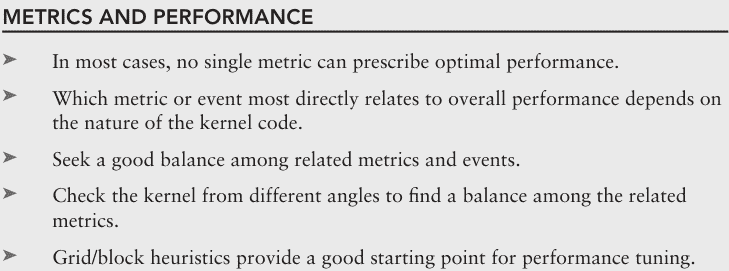 METRICS AND PERFORMANCE
➤ In most cases, no single metric can prescribe optimal performance.
➤ Which metric or event most directly relates to overall performance depends on
the nature of the kernel code.
➤ Seek a good balance among related metrics and events.
➤ Check the kernel from different angles to find a balance among the related
metrics.
➤ Grid/block heuristics provide a good starting point for performance tuning.